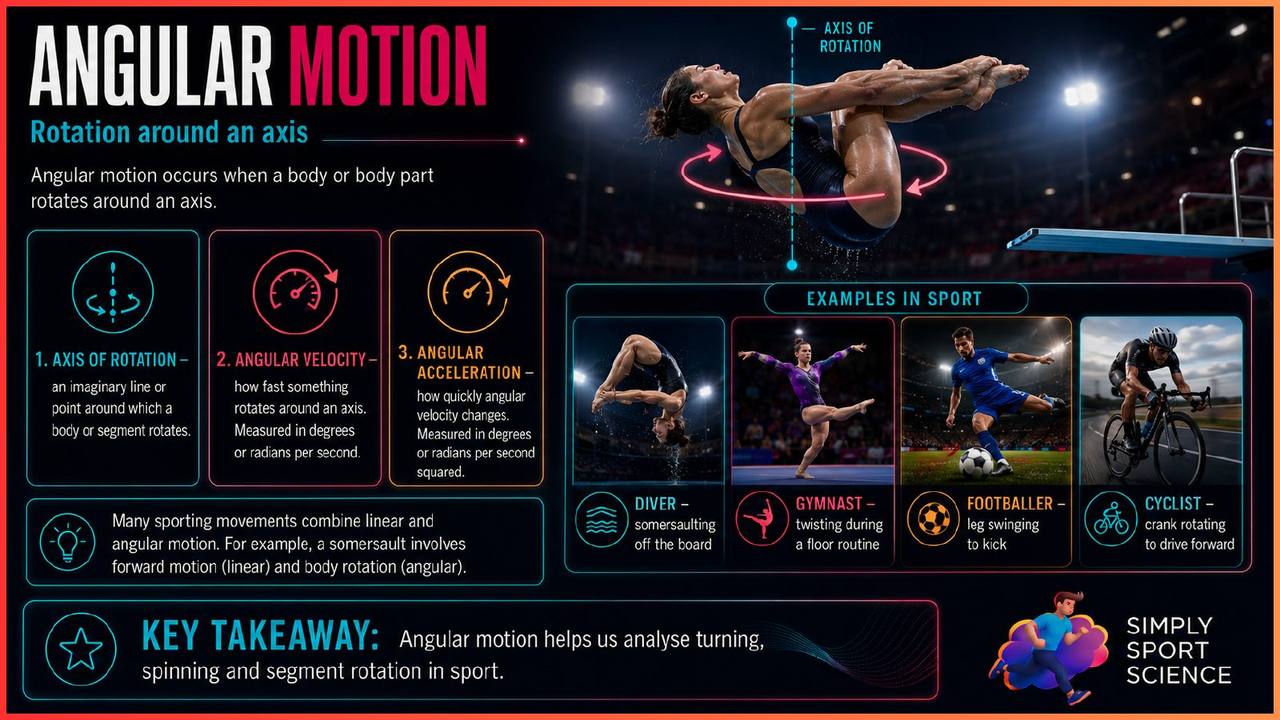 ANGULAR MOTION
Rotation around an axis
Angular motion occurs when a body or body part
rotates around an axis.
AXIS OF
ROTATION
1. AXIS OF ROTATION –
an imaginary line or
point around which a
body or segment rotates.
2. ANGULAR VELOCITY–
how fast something
rotates around an axis.
Measured in degrees
or radians per second.
3. ANGULAR
ACCELERATION –
how quickly angular
velocity changes.
Measured in degrees
or radians per second
squared.
Many sporting movements combine linear and
angular motion. For example, a somersault involves
forward motion (linear) and body rotation (angular).
EXAMPLES IN SPORT
DIVER –
somersaulting
off the board
GYMNAST –
twisting during
a floor routine
FOOTBALLER –
leg swinging
to kick
CYCLIST –
crank rotating
to drive forward
KEY TAKEAWAY: Angular motion helps us analyse turning,
spinning and segment rotation in sport.
SIMPLY
SPORT
SCIENCE